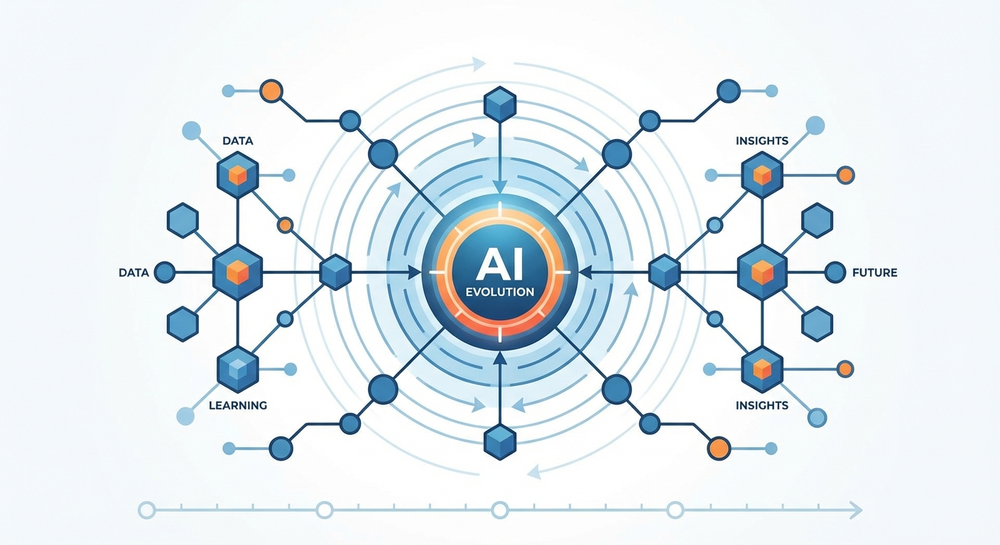 DATA
INSIGHTS
DATA
AI
EVOLUTION
FUTURE
LEARNING
INSIGHTS